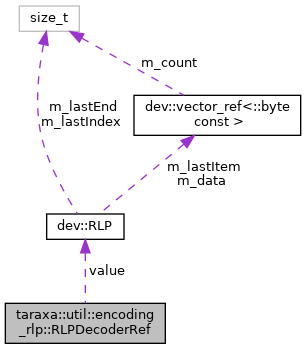 size_t
m_count
m_lastEnd
m_lastIndex
dev::vector_ref<::byte
const >
m_lastItem
m_data
dev::RLP
value
taraxa::util::encoding
_rlp::RLPDecoderRef